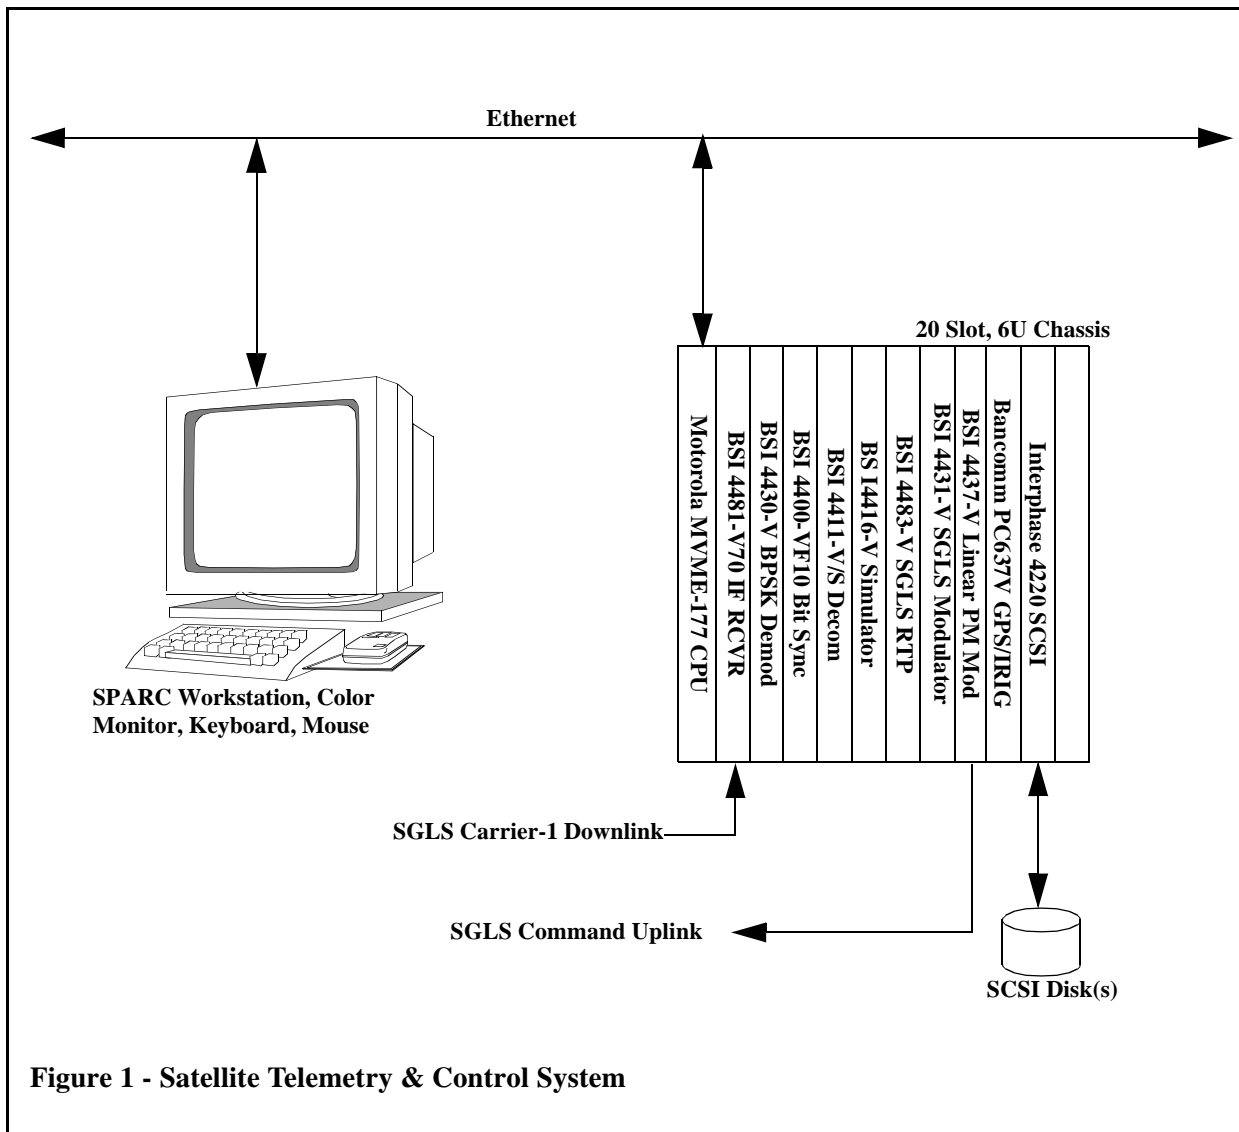 Ethernet
20 Slot, 6U Chassis
Motorola MVME-177 CPU
BSI 4481-V70 IF RCVR
BSI 4430-V BPSK Demod
BSI 4400-VF10 Bit Sync
BSI 4411-V/S Decom
BS I4416-V Simulator
BSI 4483-V SGLS RTP
BSI 4431-V SGLS Modulator
BSI 4437-V Linear PM Mod
Bancomm PC637V GPS/IRIG
Interphase 4220 SCSI
SPARC Workstation, Color
Monitor, Keyboard, Mouse
SGLS Carrier-1 Downlink
SGLS Command Uplink
SCSI Disk(s)
Figure 1 - Satellite Telemetry & Control System